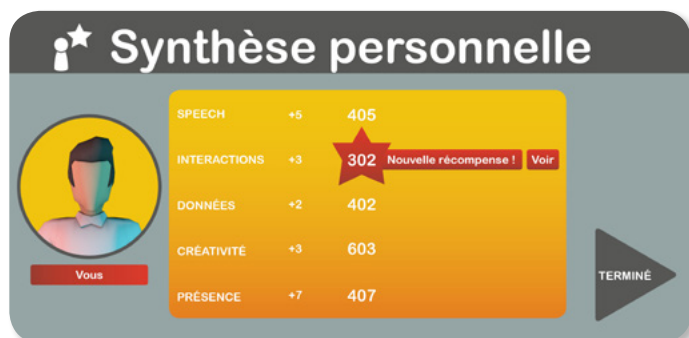 Synthèse personnelle
SPEECH +5 405
INTERACTIONS +3 302 Nouvelle récompense ! Voir
DONNÉES +2 402
CRÉATIVITÉ +3 603
PRÉSENCE +7 407
Vous
TERMINÉ